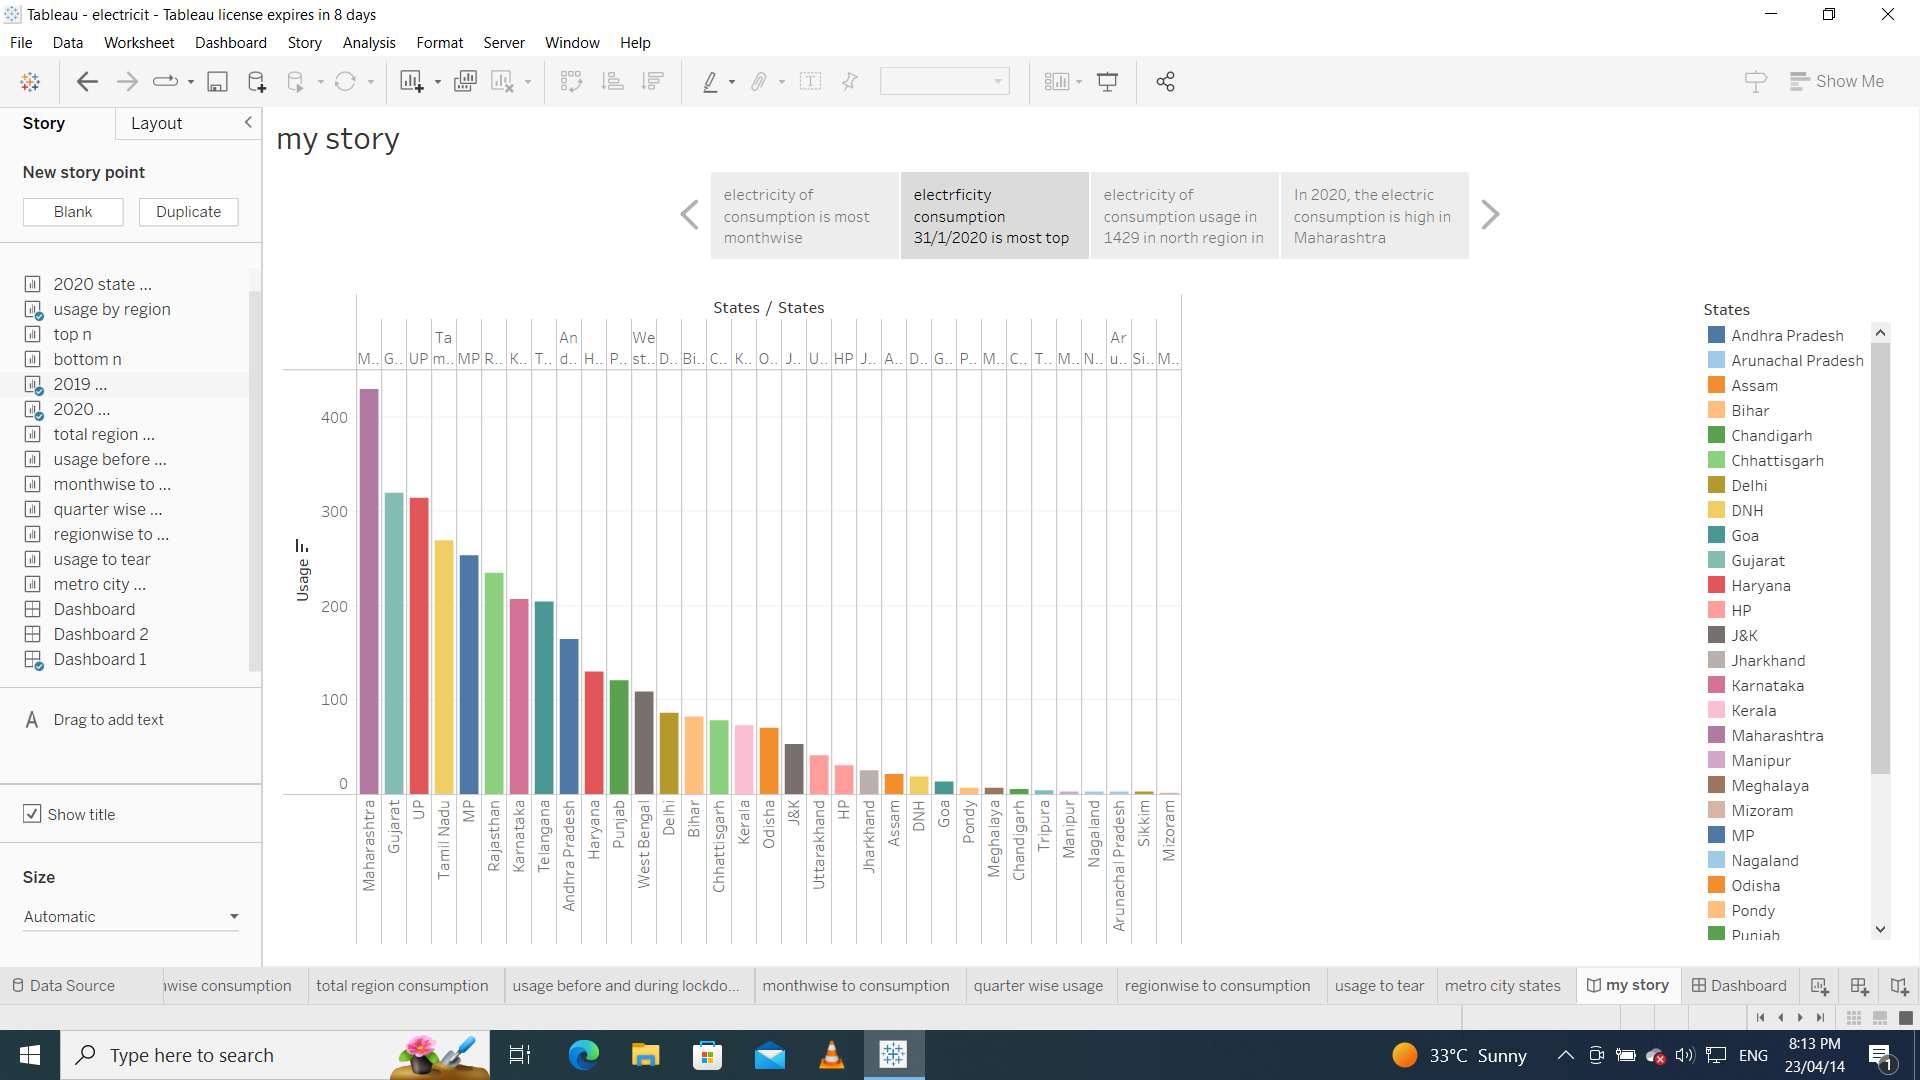 Tableau - electricit - Tableau license expires in 8 days
File Data Worksheet Dashboard Story Analysis Format Server Window Help
Show Me
Story Layout
New story point
Blank Duplicate
2020 state ...
usage by region
top n
bottom n
2019 ...
2020 ...
total region ...
usage before ...
monthwise to ...
quarter wise ...
regionwise to ...
usage to tear
metro city ...
Dashboard
Dashboard 2
Dashboard 1
A Drag to add text
Show title
Size
Automatic
my story
electricity of
consumption is most
monthwise
electrficity
consumption
31/1/2020 is most top
electricity of
consumption usage in
1429 in north region in
In 2020, the electric
consumption is high in
Maharashtra
States / States
M.. G.. UP Ta m.. MP R.. K.. T.. An d.. H.. P.. We st.. D.. Bi.. C.. K.. O.. J.. U.. HP J.. A.. D.. G.. P.. M.. C.. T.. M.. N.. Ar u.. Si.. M..
Usage
400
300
200
100
0
Maharashtra
Gujarat
UP
Tamil Nadu
MP
Rajasthan
Karnataka
Telangana
Andhra Pradesh
Haryana
Punjab
West Bengal
Delhi
Bihar
Chhattisgarh
Kerala
Odisha
J&K
Uttarakhand
HP
Jharkhand
Assam
DNH
Goa
Pondy
Meghalaya
Chandigarh
Tripura
Manipur
Nagaland
Arunachal Pradesh
Sikkim
Mizoram
States
Andhra Pradesh
Arunachal Pradesh
Assam
Bihar
Chandigarh
Chhattisgarh
Delhi
DNH
Goa
Gujarat
Haryana
HP
J&K
Jharkhand
Karnataka
Kerala
Maharashtra
Manipur
Meghalaya
Mizoram
MP
Nagaland
Odisha
Pondy
Punjab
Data Source wise consumption total region consumption usage before and during lockdo... monthwise to consumption quarter wise usage regionwise to consumption usage to tear metro city states my story Dashboard
Type here to search
33°C Sunny
ENG
8:13 PM
23/04/14
1